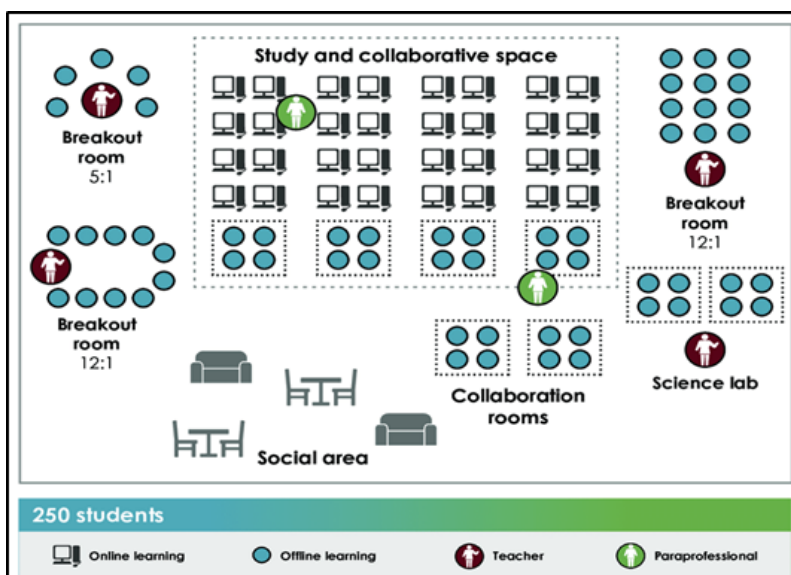 Study and collaborative space
Breakout
room
5:1
Breakout
room
12:1
Breakout
room
12:1
Science lab
Collaboration
rooms
Social area
250 students
Online learning
Offline learning
Teacher
Paraprofessional